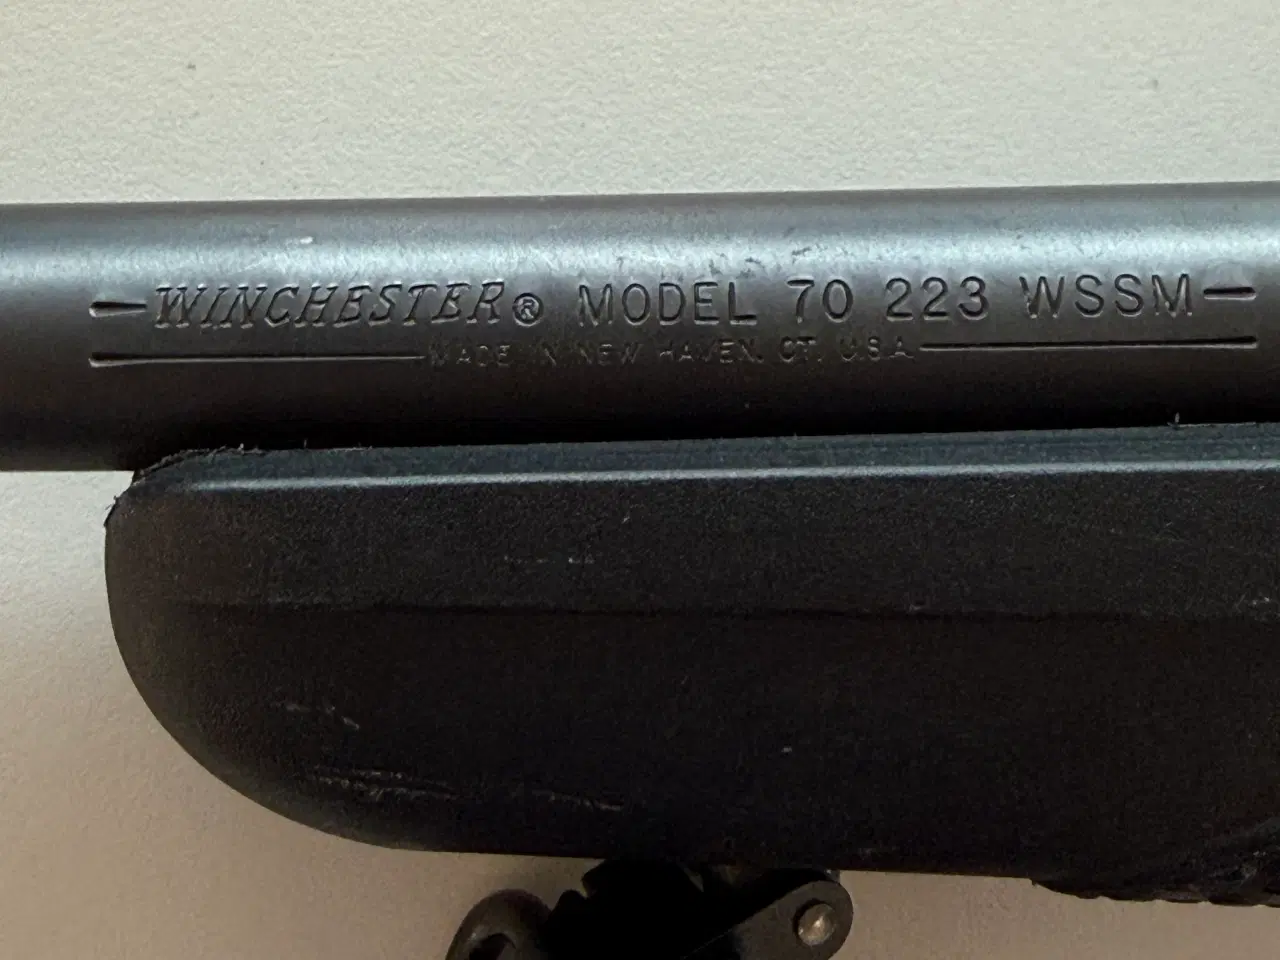 WINCHESTER® MODEL 70 223 WSSM
MADE IN NEW HAVEN, CT. U.S.A.